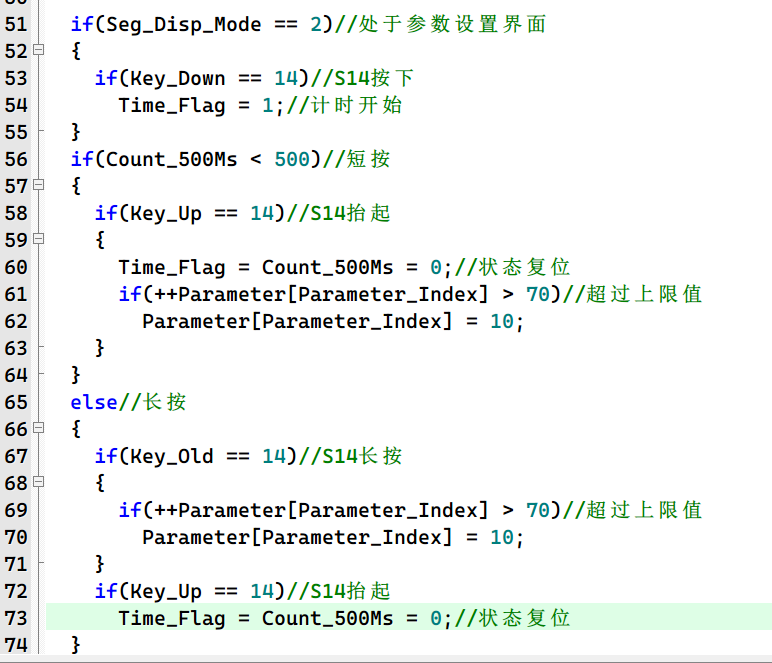 51 if(Seg_Disp_Mode == 2)//处于参数设置界面
52 {
53 if(Key_Down == 14)//S14按下
54 Time_Flag = 1;//计时开始
55 }
56 if(Count_500Ms < 500)//短按
57 {
58 if(Key_Up == 14)//S14抬起
59 {
60 Time_Flag = Count_500Ms = 0;//状态复位
61 if(++Parameter[Parameter_Index] > 70)//超过上限值
62 Parameter[Parameter_Index] = 10;
63 }
64 }
65 else//长按
66 {
67 if(Key_Old == 14)//S14长按
68 {
69 if(++Parameter[Parameter_Index] > 70)//超过上限值
70 Parameter[Parameter_Index] = 10;
71 }
72 if(Key_Up == 14)//S14抬起
73 Time_Flag = Count_500Ms = 0;//状态复位
74 }